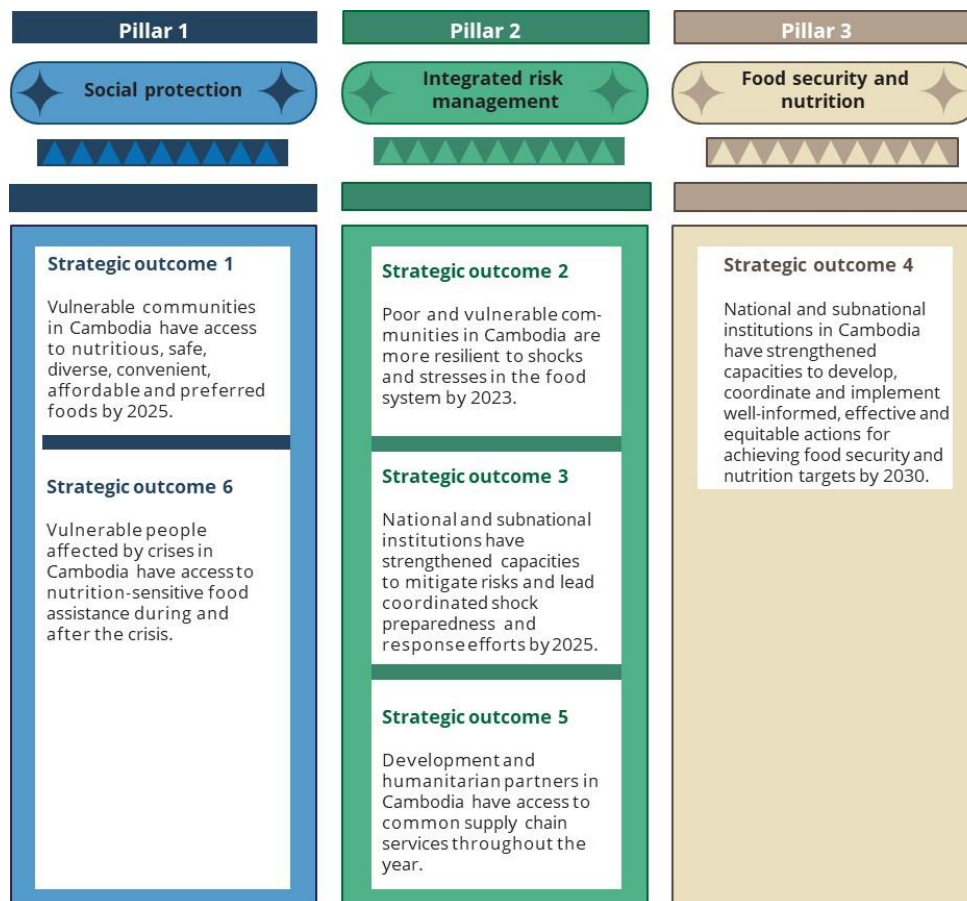 Pillar 1
Social protection
Strategic outcome 1
Vulnerable communities
in Cambodia have access
to nutritious, safe,
diverse, convenient,
affordable and preferred
foods by 2025.
Strategic outcome 6
Vulnerable people
affected by crises in
Cambodia have access to
nutrition-sensitive food
assistance during and
after the crisis.
Pillar 2
Integrated risk
management
Strategic outcome 2
Poor and vulnerable com-
munities in Cambodia are
more resilient to shocks
and stresses in the food
system by 2023.
Strategic outcome 3
National and subnational
institutions have
strengthened capacities
to mitigate risks and lead
coordinated shock
preparedness and
response efforts by 2025.
Strategic outcome 5
Development and
humanitarian partners in
Cambodia have access to
common supply chain
services throughout the
year.
Pillar 3
Food security and
nutrition
Strategic outcome 4
National and subnational
institutions in Cambodia
have strengthened
capacities to develop,
coordinate and implement
well-informed, effective and
equitable actions for
achieving food security and
nutrition targets by 2030.